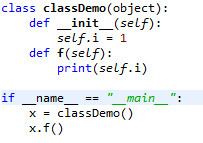 class classDemo(object):
    def __init__(self):
        self.i = 1
    def f(self):
        print(self.i)

if __name__ == "__main__":
    x = classDemo()
    x.f()